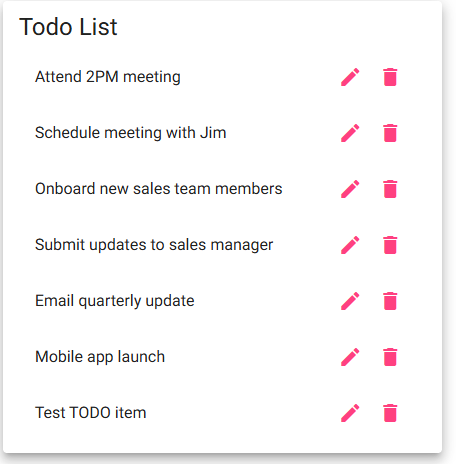 Todo List
Attend 2PM meeting
Schedule meeting with Jim
Onboard new sales team members
Submit updates to sales manager
Email quarterly update
Mobile app launch
Test TODO item